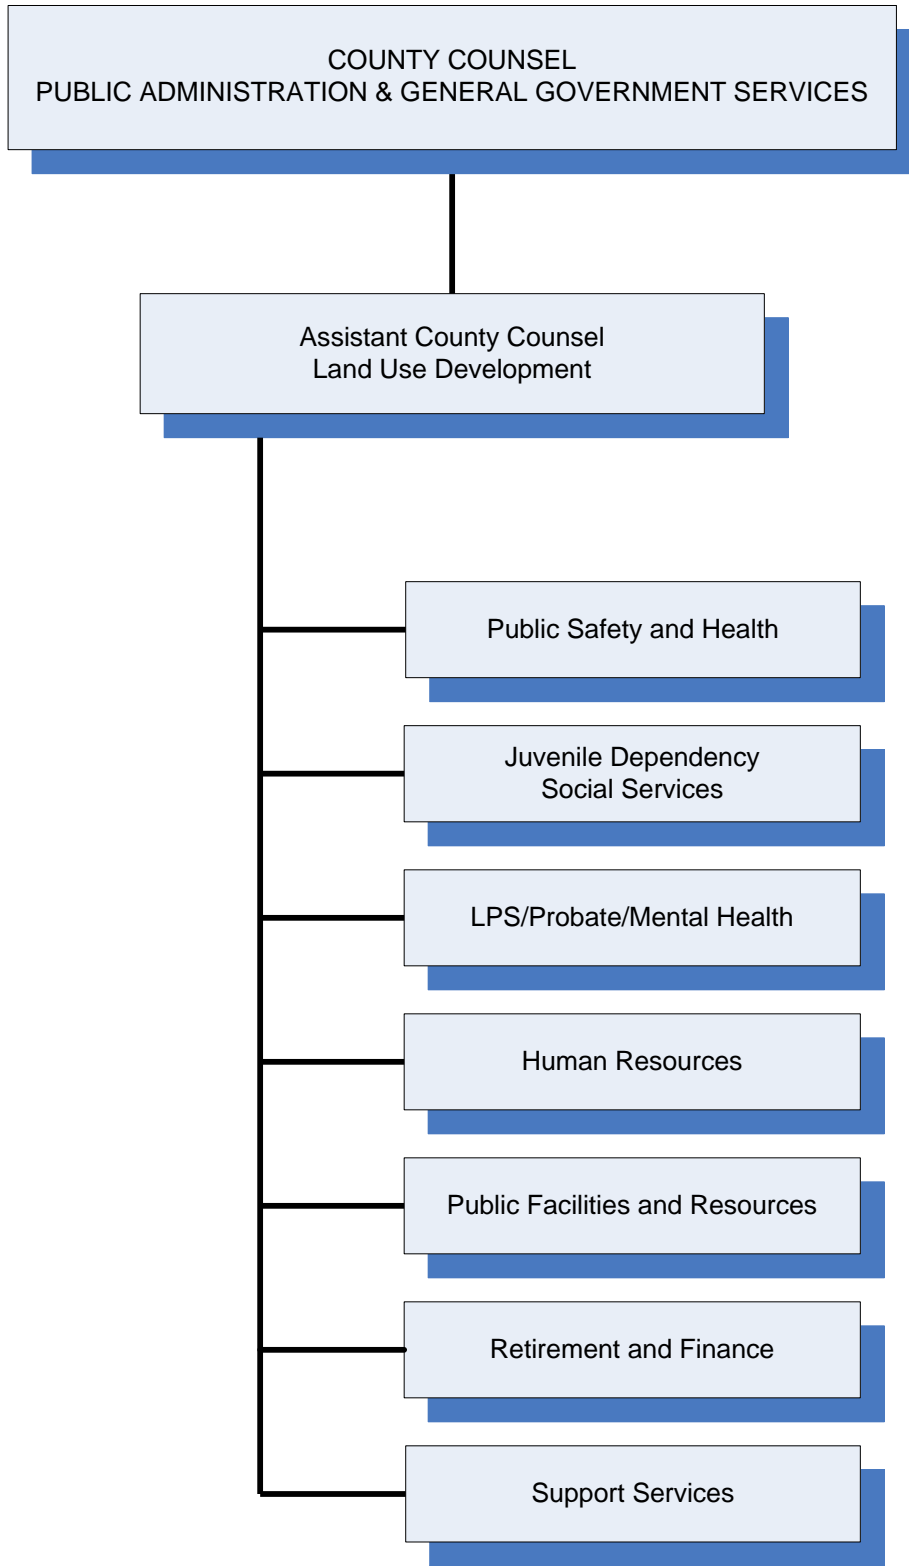 COUNTY COUNSEL
PUBLIC ADMINISTRATION & GENERAL GOVERNMENT SERVICES
Assistant County Counsel
Land Use Development
Public Safety and Health
Juvenile Dependency
Social Services
LPS/Probate/Mental Health
Human Resources
Public Facilities and Resources
Retirement and Finance
Support Services